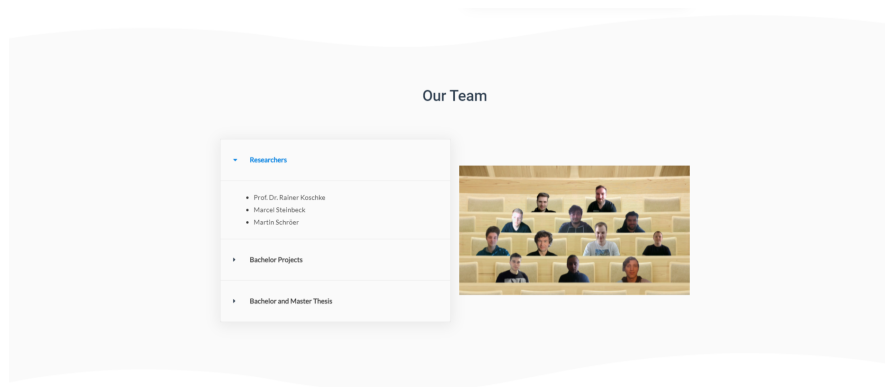 Our Team
Researchers
Prof. Dr. Rainer Koschke
Marcel Steinbeck
Martin Schröer
Bachelor Projects
Bachelor and Master Thesis